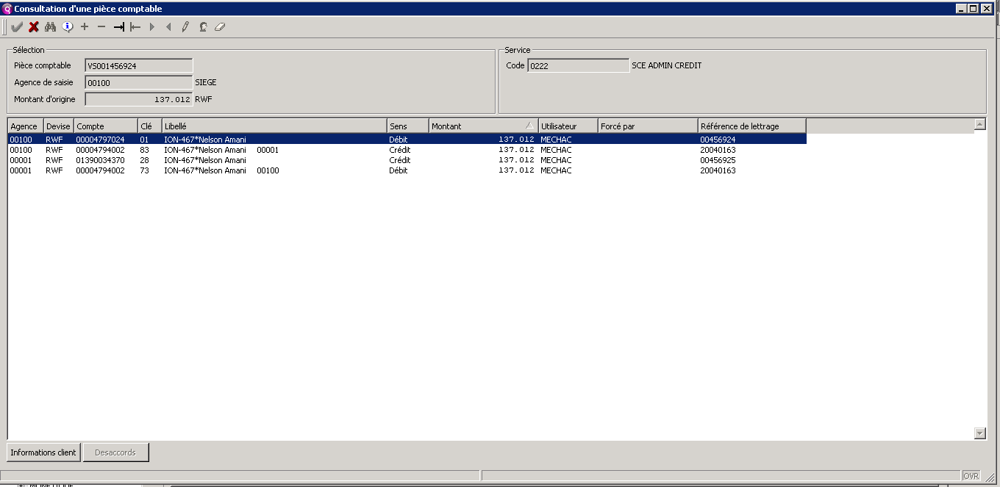 Consultation d'une pièce comptable
Sélection
Pièce comptable VS001456924
Agence de saisie 00100 SIEGE
Montant d'origine 137.012 RWF
Service
Code 0222 SCE ADMIN CREDIT
Agence Devise Compte Clé Libellé Sens Montant Utilisateur Forcé par Référence de lettrage
00100 RWF 00004797024 01 ION-467*Nelson Amani Débit 137.012 MECHAC 00456924
00100 RWF 00004794002 83 ION-467*Nelson Amani 00001 Crédit 137.012 MECHAC 20040163
00001 RWF 01390034370 28 ION-467*Nelson Amani Crédit 137.012 MECHAC 00456925
00001 RWF 00004794002 73 ION-467*Nelson Amani 00100 Débit 137.012 MECHAC 20040163
Informations client Desaccords
OVR